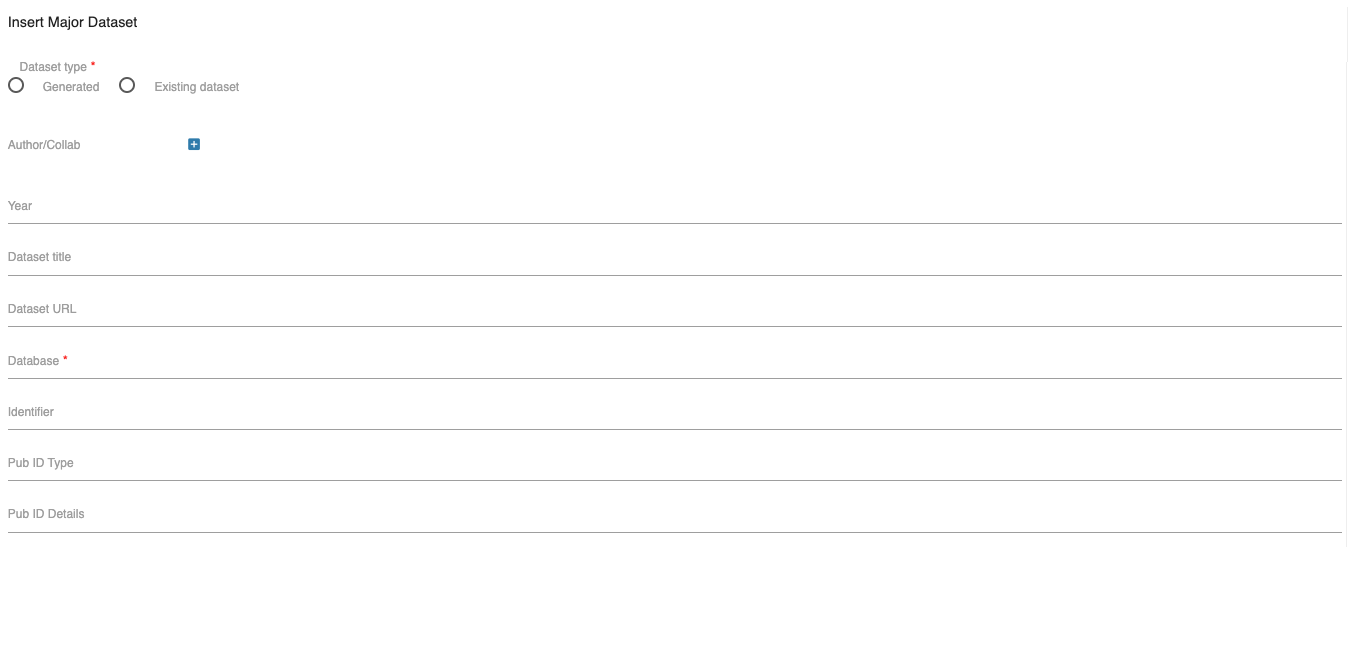 Insert Major Dataset
Dataset type *
Generated Existing dataset
Author/Collab
Year
Dataset title
Dataset URL
Database *
Identifier
Pub ID Type
Pub ID Details